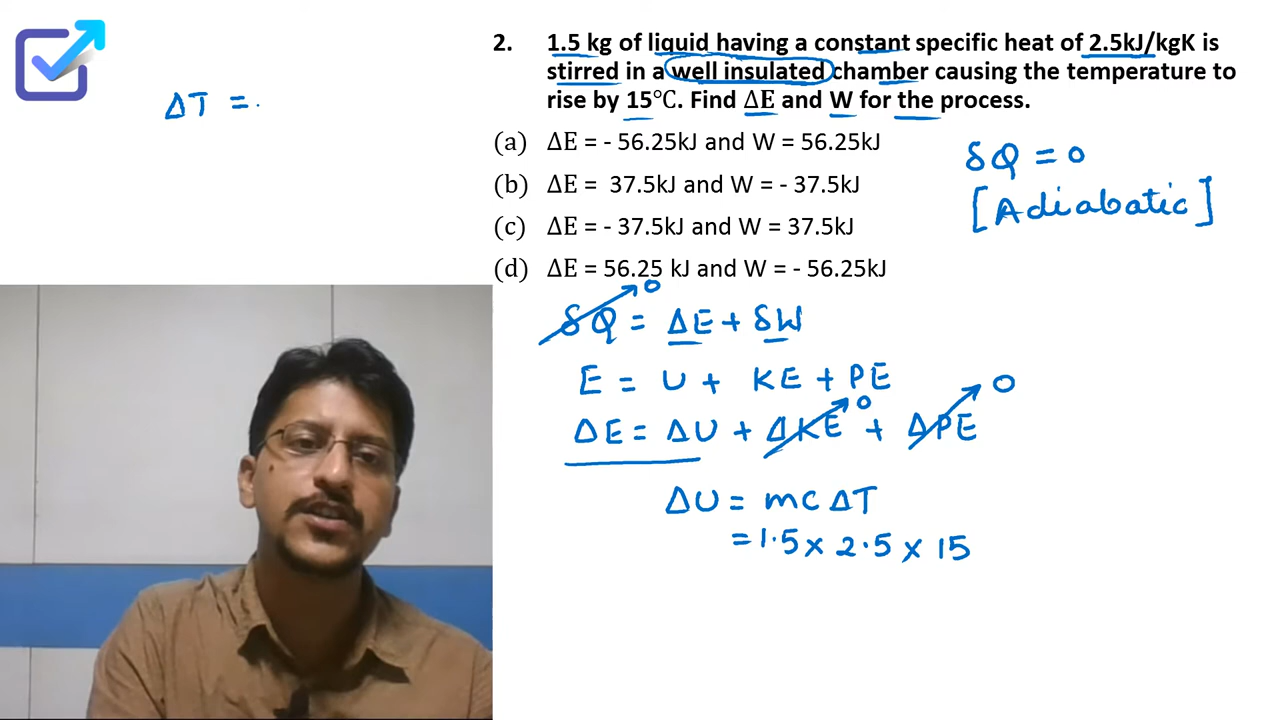 2. 1.5 kg of liquid having a constant specific heat of 2.5kJ/kgK is
stirred in a well insulated chamber causing the temperature to
rise by 15°C. Find ΔE and W for the process.
(a) ΔE = - 56.25kJ and W = 56.25kJ
(b) ΔE = 37.5kJ and W = - 37.5kJ
(c) ΔE = - 37.5kJ and W = 37.5kJ
(d) ΔE = 56.25 kJ and W = - 56.25kJ
ΔT =
δQ = 0
[Adiabatic]
δQ 0 = ΔE + δW
E = U + KE + PE
ΔE = ΔU + ΔKE 0 + ΔPE 0
ΔU = mCΔT
= 1.5 x 2.5 x 15